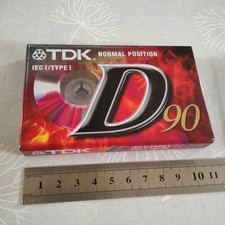 TDK NORMAL POSITION
IEC I/TYPE I
D 90
TDK
1 2 3 4 5 6 7 8 9 10 11